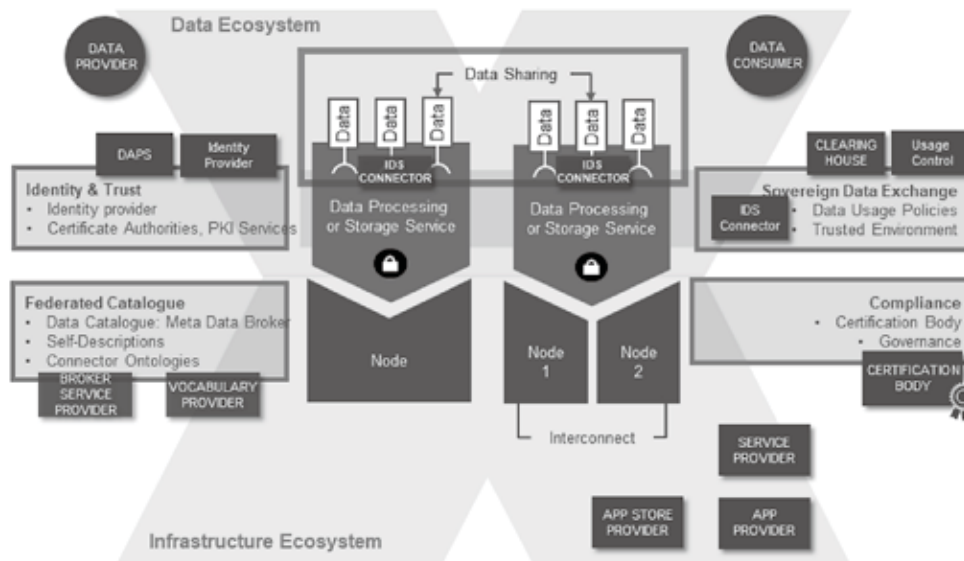 Data Ecosystem
DATA
PROVIDER
DATA
CONSUMER
Data Sharing
Data
Data
Data
Data
Data
Data
IDS
CONNECTOR
IDS
CONNECTOR
DAPS
Identity
Provider
Identity & Trust
• Identity provider
• Certificate Authorities, PKI Services
Data Processing
or Storage Service
Data Processing
or Storage Service
CLEARING
HOUSE
Usage
Control
Sovereign Data Exchange
IDS
Connector
• Data Usage Policies
• Trusted Environment
Federated Catalogue
• Data Catalogue: Meta Data Broker
• Self-Descriptions
• Connector Ontologies
BROKER
SERVICE
PROVIDER
VOCABULARY
PROVIDER
Node
Node
1
Node
2
Interconnect
Compliance
• Certification Body
• Governance
CERTIFICATION
BODY
SERVICE
PROVIDER
APP STORE
PROVIDER
APP
PROVIDER
Infrastructure Ecosystem